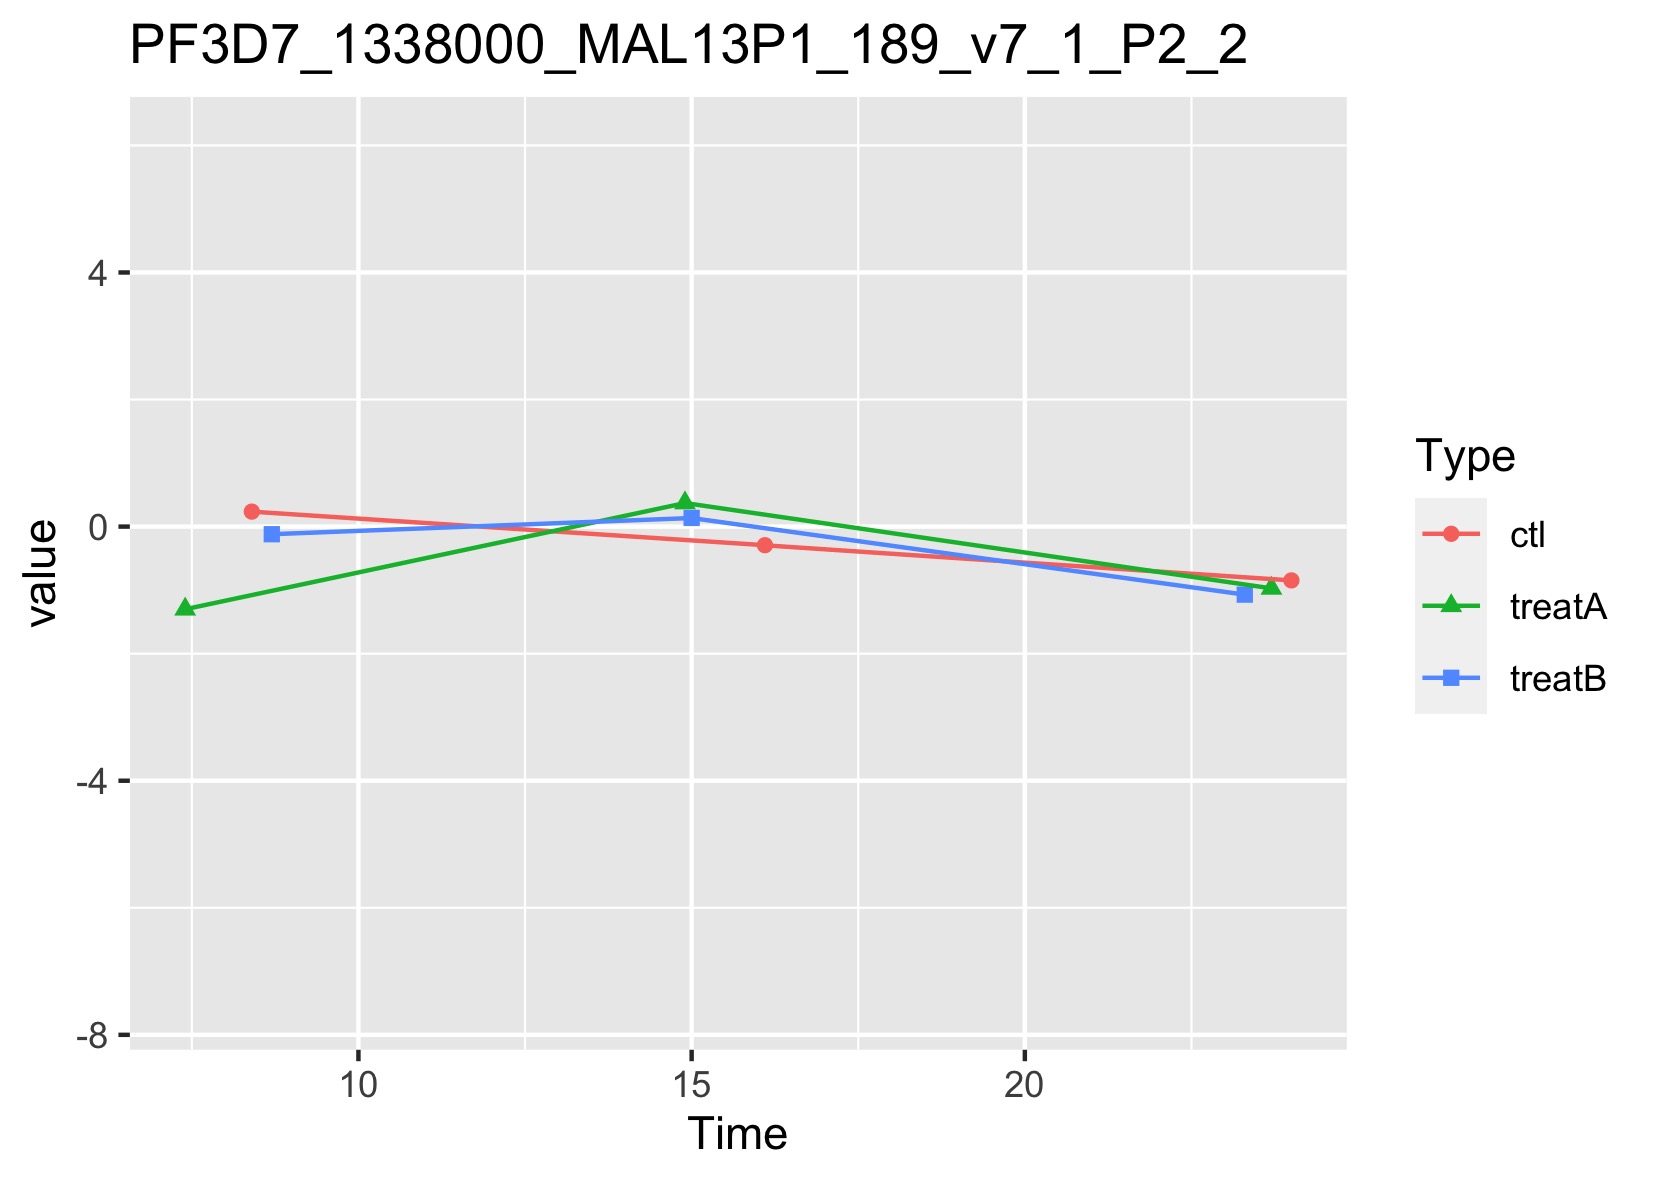 PF3D7_1338000_MAL13P1_189_v7_1_P2_2
value
4
0
-4
-8
10 15 20
Time
Type
ctl
treatA
treatB